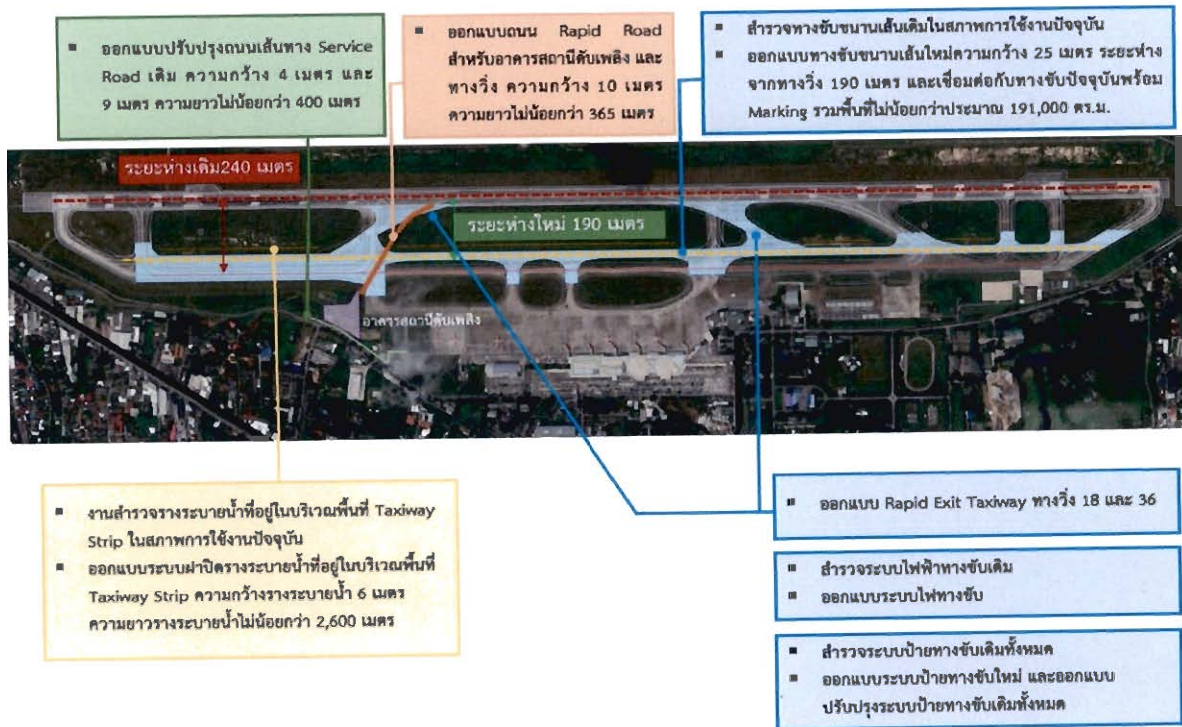 ▪ ออกแบบปรับปรุงถนนเส้นทาง Service
Road เดิม ความกว้าง 4 เมตร และ
9 เมตร ความยาวไม่น้อยกว่า 400 เมตร
▪ ออกแบบถนน Rapid Road
สำหรับอาคารสถานีดับเพลิง และ
ทางวิ่ง ความกว้าง 10 เมตร
ความยาวไม่น้อยกว่า 365 เมตร
▪ สำรวจทางขับขนานเส้นเดิมในสภาพการใช้งานปัจจุบัน
▪ ออกแบบทางขับขนานเส้นใหม่ความกว้าง 25 เมตร ระยะห่าง
จากทางวิ่ง 190 เมตร และเชื่อมต่อกับทางขับปัจจุบันพร้อม
Marking รวมพื้นที่ไม่น้อยกว่าประมาณ 191,000 ตร.ม.
ระยะห่างเดิม240 เมตร
ระยะห่างใหม่ 190 เมตร
อาคารสถานีดับเพลิง
▪ งานสำรวจรางระบายน้ำที่อยู่ในบริเวณพื้นที่ Taxiway
Strip ในสภาพการใช้งานปัจจุบัน
▪ ออกแบบระบบฝาปิดรางระบายน้ำที่อยู่ในบริเวณพื้นที่
Taxiway Strip ความกว้างรางระบายน้ำ 6 เมตร
ความยาวรางระบายน้ำไม่น้อยกว่า 2,600 เมตร
▪ ออกแบบ Rapid Exit Taxiway ทางวิ่ง 18 และ 36
▪ สำรวจระบบไฟฟ้าทางขับเดิม
▪ ออกแบบระบบไฟทางขับ
▪ สำรวจระบบป้ายทางขับเดิมทั้งหมด
▪ ออกแบบระบบป้ายทางขับใหม่ และออกแบบ
ปรับปรุงระบบป้ายทางขับเดิมทั้งหมด